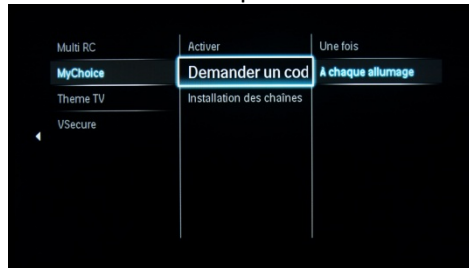 Multi RC
MyChoice
Theme TV
VSecure
Activer
Demander un cod
Installation des chaînes
Une fois
A chaque allumage